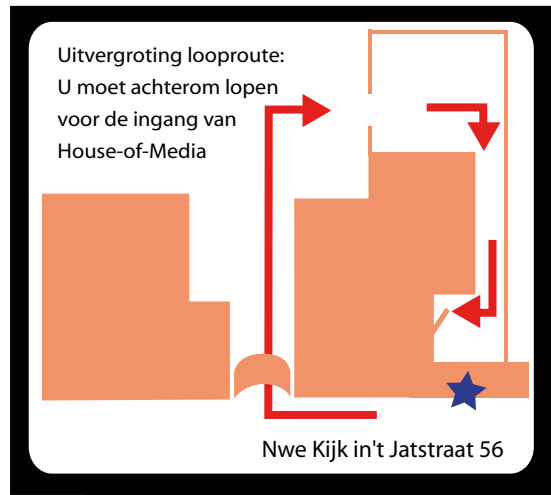 Uitvergroting looproute:
U moet achterom lopen
voor de ingang van
House-of-Media
Nwe Kijk in't Jatstraat 56